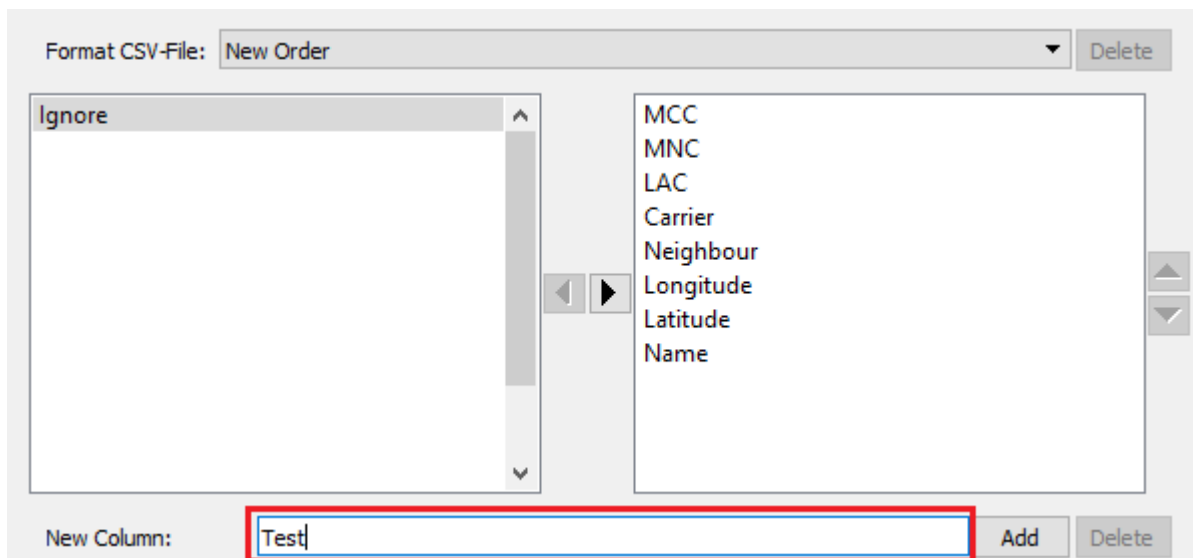 Format CSV-File: New Order Delete
Ignore
MCC
MNC
LAC
Carrier
Neighbour
Longitude
Latitude
Name
New Column: Test Add Delete